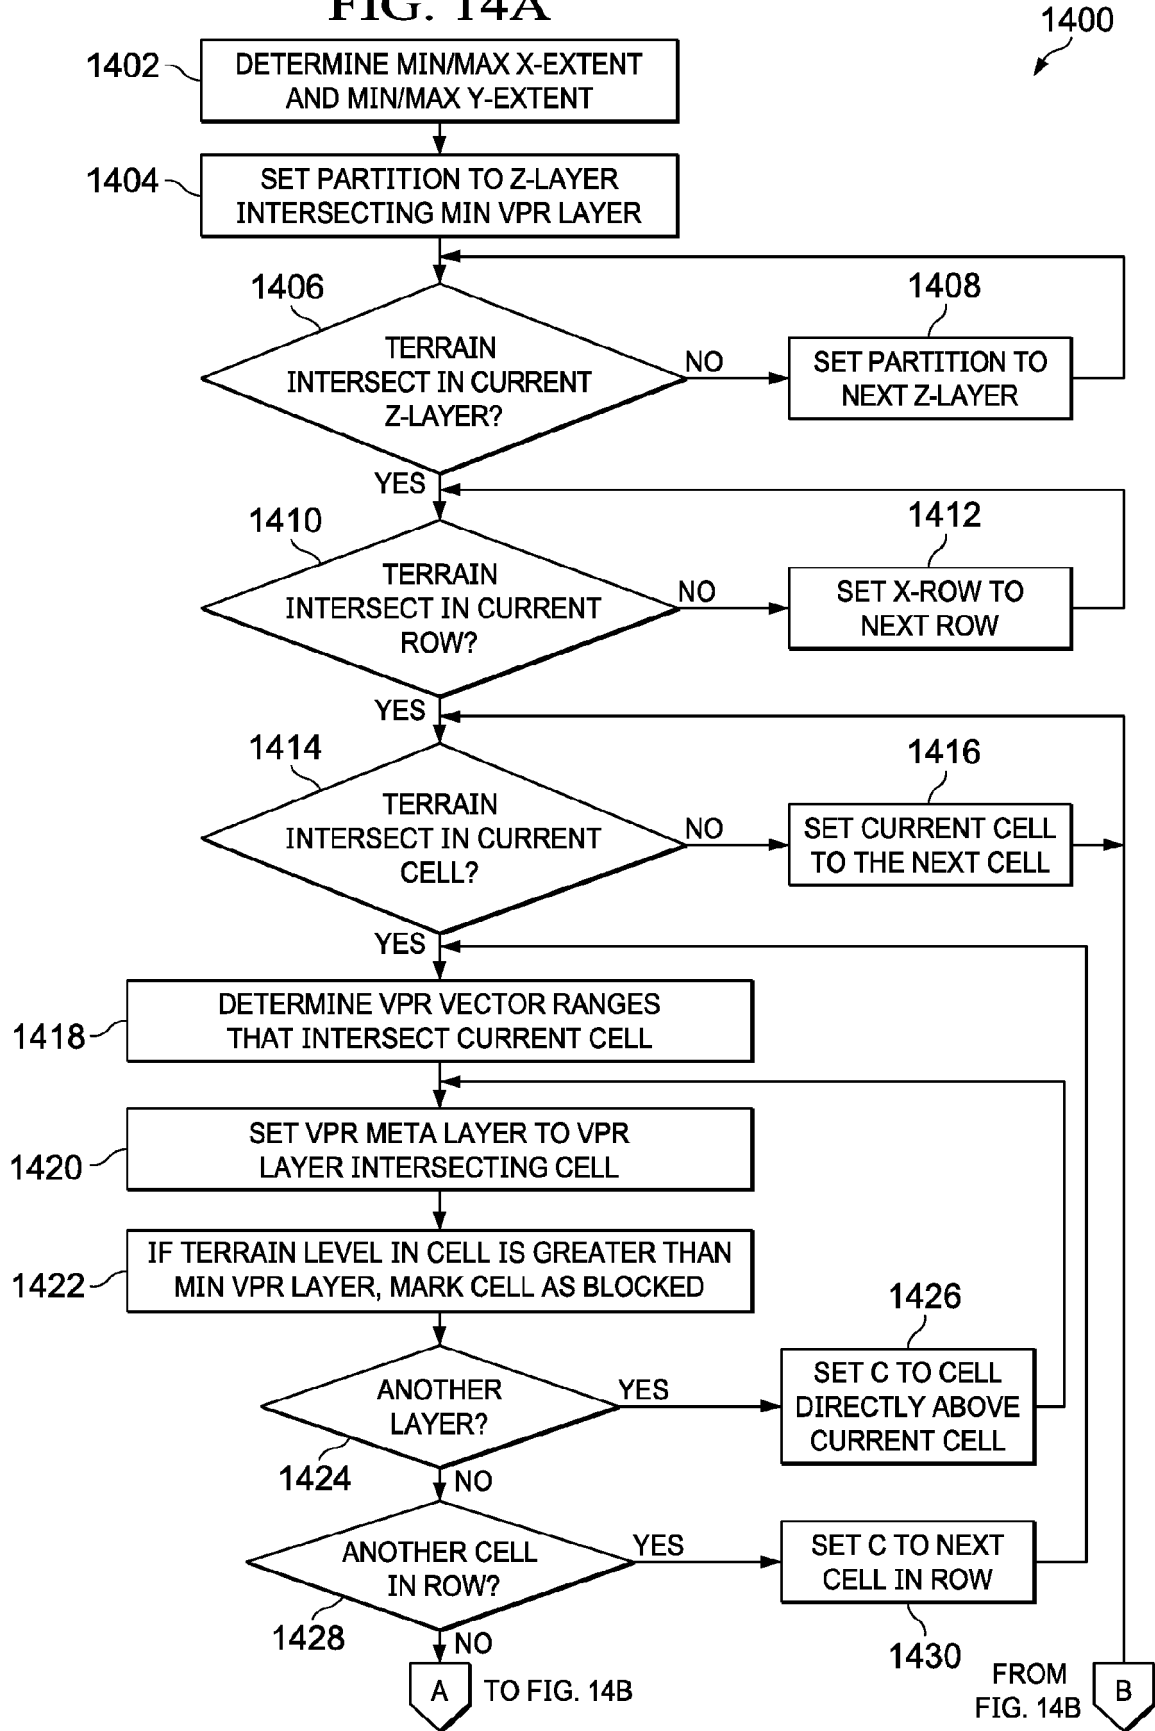 FIG. 14A
1400
1402
DETERMINE MIN/MAX X-EXTENT
AND MIN/MAX Y-EXTENT
1404
SET PARTITION TO Z-LAYER
INTERSECTING MIN VPR LAYER
1406
TERRAIN
INTERSECT IN CURRENT
Z-LAYER?
NO
1408
SET PARTITION TO
NEXT Z-LAYER
YES
1410
TERRAIN
INTERSECT IN CURRENT
ROW?
NO
1412
SET X-ROW TO
NEXT ROW
YES
1414
TERRAIN
INTERSECT IN CURRENT
CELL?
NO
1416
SET CURRENT CELL
TO THE NEXT CELL
YES
1418
DETERMINE VPR VECTOR RANGES
THAT INTERSECT CURRENT CELL
1420
SET VPR META LAYER TO VPR
LAYER INTERSECTING CELL
1422
IF TERRAIN LEVEL IN CELL IS GREATER THAN
MIN VPR LAYER, MARK CELL AS BLOCKED
ANOTHER
LAYER?
1424
YES
1426
SET C TO CELL
DIRECTLY ABOVE
CURRENT CELL
NO
ANOTHER CELL
IN ROW?
1428
YES
SET C TO NEXT
CELL IN ROW
1430
NO
A
TO FIG. 14B
FROM
FIG. 14B
B